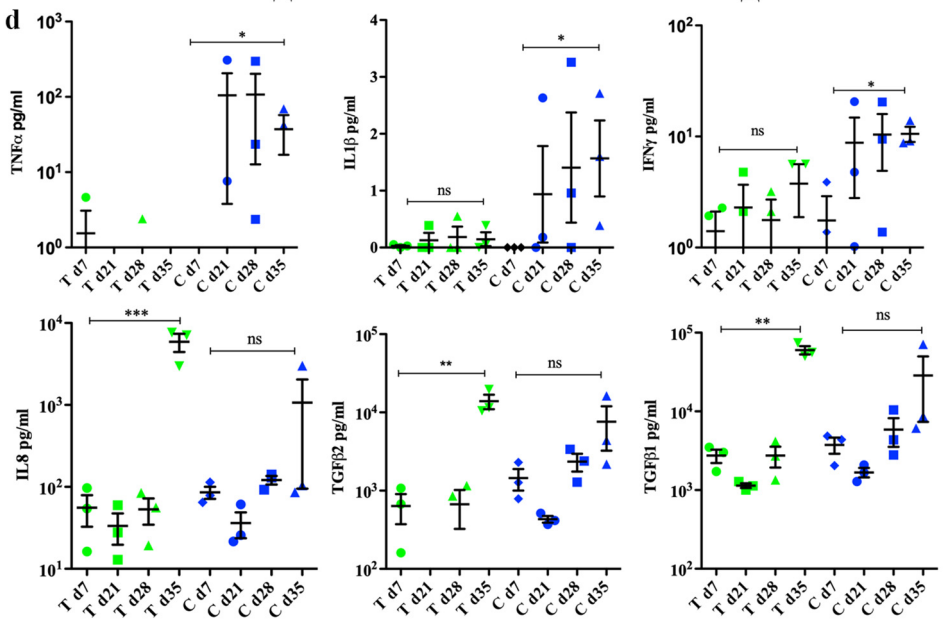 d
TNFα pg/ml
10³
10²
10¹
10⁰
*
T d7
T d21
T d28
T d35
C d7
C d21
C d28
C d35
IL1β pg/ml
4
3
2
1
0
ns
*
T d7
T d21
T d28
T d35
C d7
C d21
C d28
C d35
IFNγ pg/ml
10²
10¹
10⁰
ns
*
T d7
T d21
T d28
T d35
C d7
C d21
C d28
C d35
IL8 pg/ml
10⁴
10³
10²
10¹
***
ns
T d7
T d21
T d28
T d35
C d7
C d21
C d28
C d35
TGFβ2 pg/ml
10⁵
10⁴
10³
10²
**
ns
T d7
T d21
T d28
T d35
C d7
C d21
C d28
C d35
TGFβ1 pg/ml
10⁵
10⁴
10³
10²
**
ns
T d7
T d21
T d28
T d35
C d7
C d21
C d28
C d35